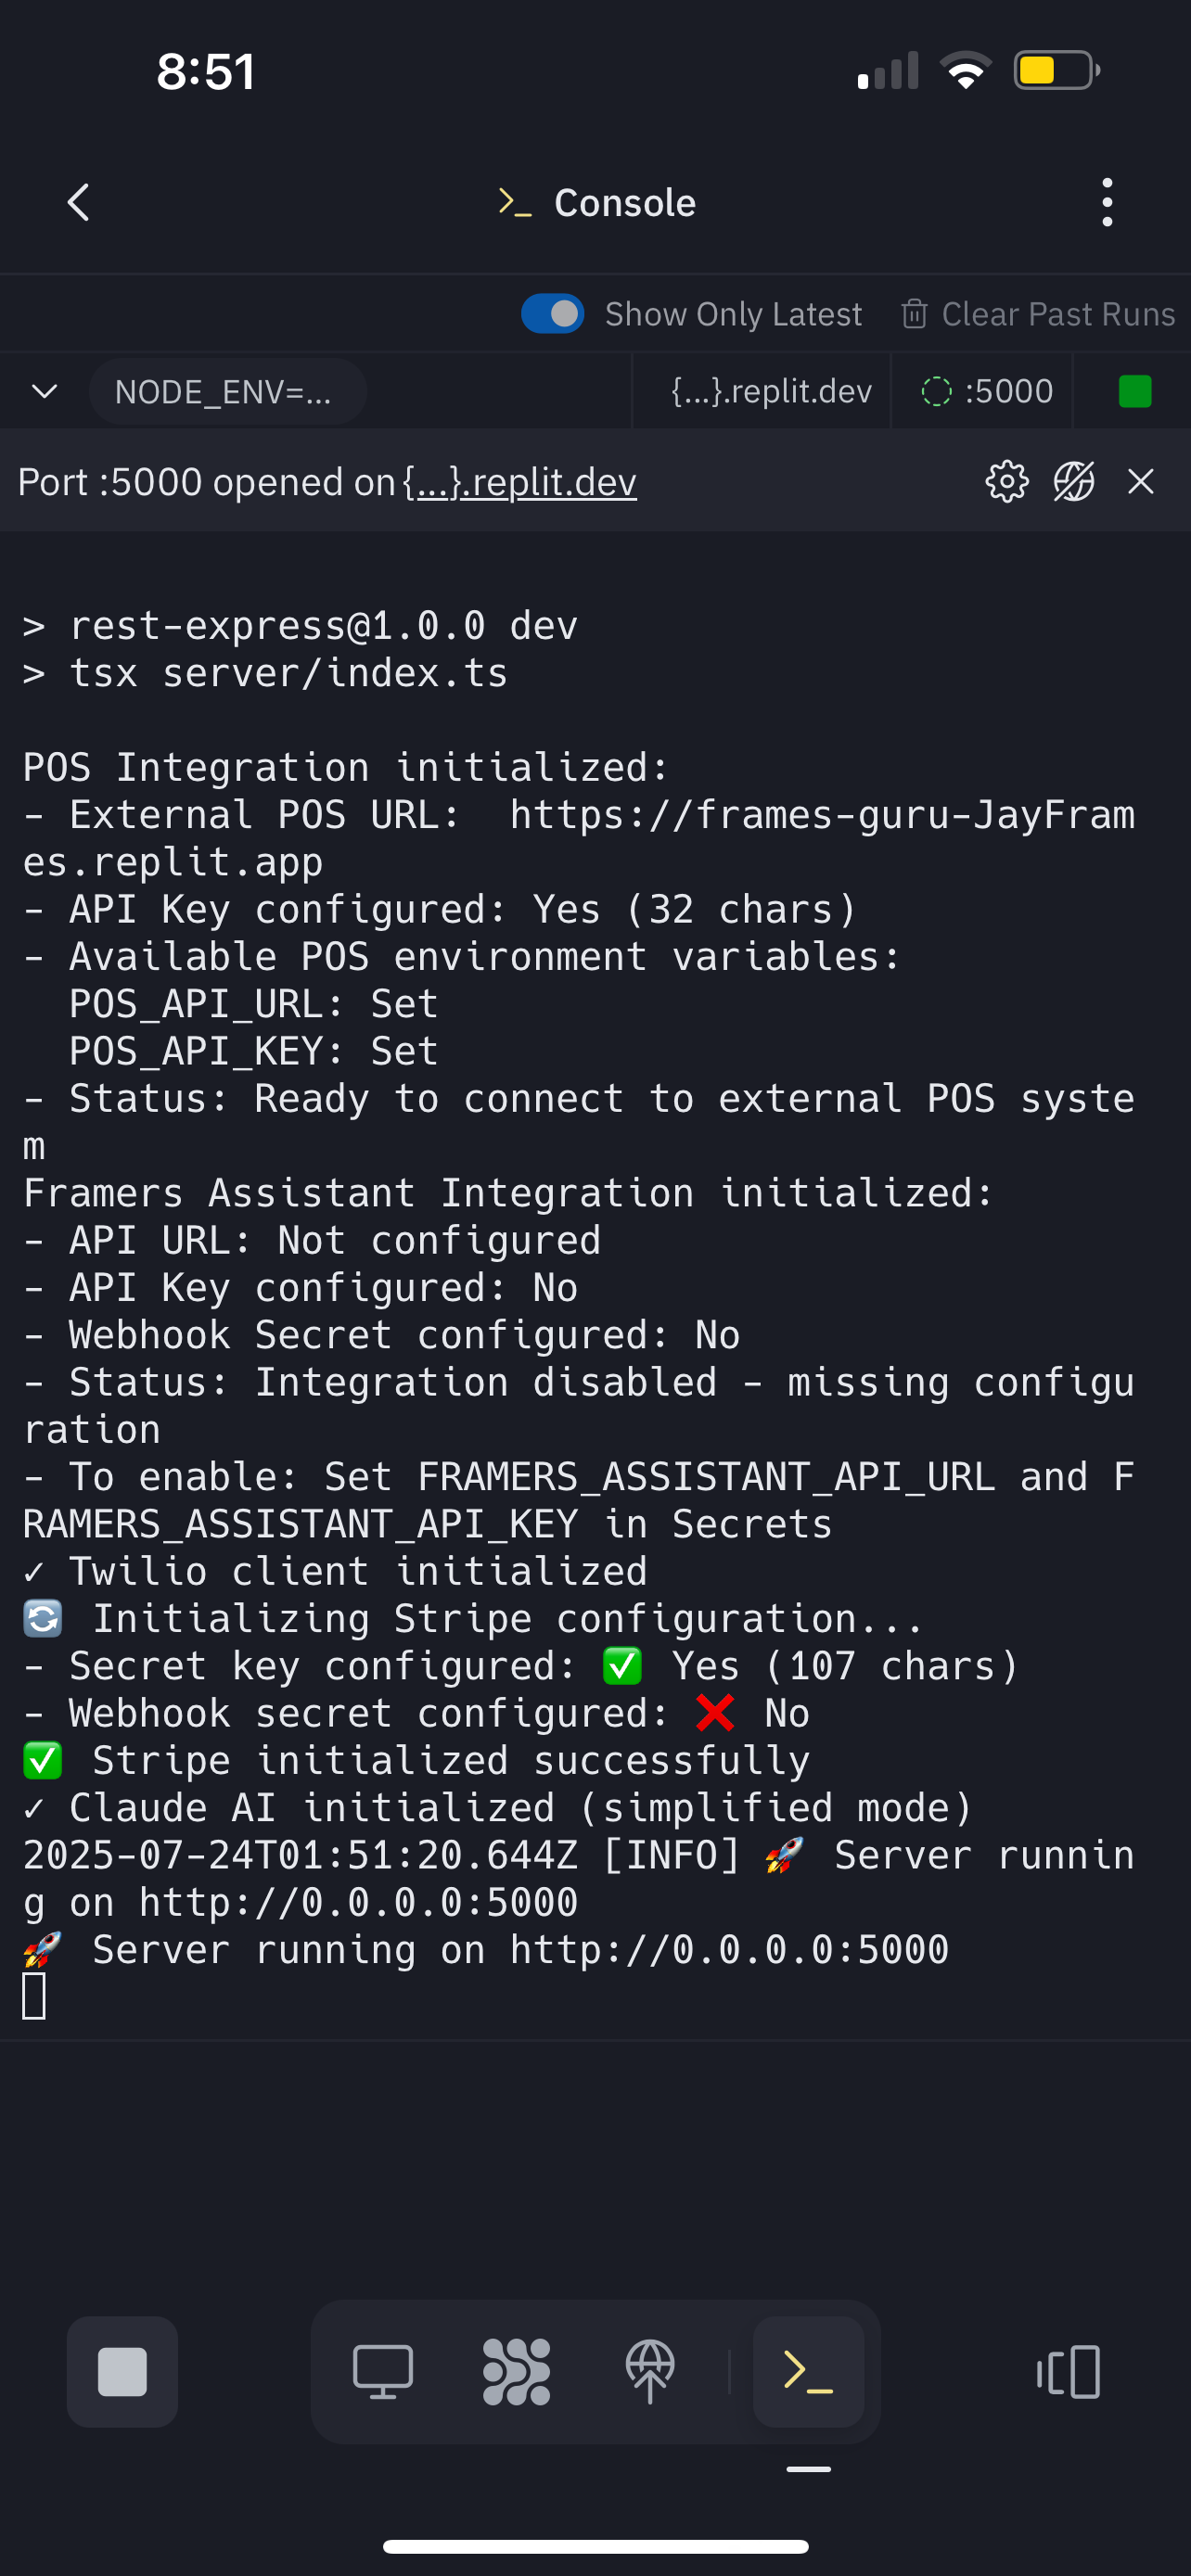 8:51
>_ Console
Show Only Latest Clear Past Runs
NODE_ENV=... {...}.replit.dev :5000
Port :5000 opened on {...}.replit.dev
> rest-express@1.0.0 dev
> tsx server/index.ts
POS Integration initialized:
- External POS URL:  https://frames-guru-JayFram
es.replit.app
- API Key configured: Yes (32 chars)
- Available POS environment variables:
  POS_API_URL: Set
  POS_API_KEY: Set
- Status: Ready to connect to external POS syste
m
Framers Assistant Integration initialized:
- API URL: Not configured
- API Key configured: No
- Webhook Secret configured: No
- Status: Integration disabled - missing configu
ration
- To enable: Set FRAMERS_ASSISTANT_API_URL and F
RAMERS_ASSISTANT_API_KEY in Secrets
✓ Twilio client initialized
🔄 Initializing Stripe configuration...
- Secret key configured: ✅ Yes (107 chars)
- Webhook secret configured: ❌ No
✅ Stripe initialized successfully
✓ Claude AI initialized (simplified mode)
2025-07-24T01:51:20.644Z [INFO] 🚀 Server runnin
g on http://0.0.0.0:5000
🚀 Server running on http://0.0.0.0:5000